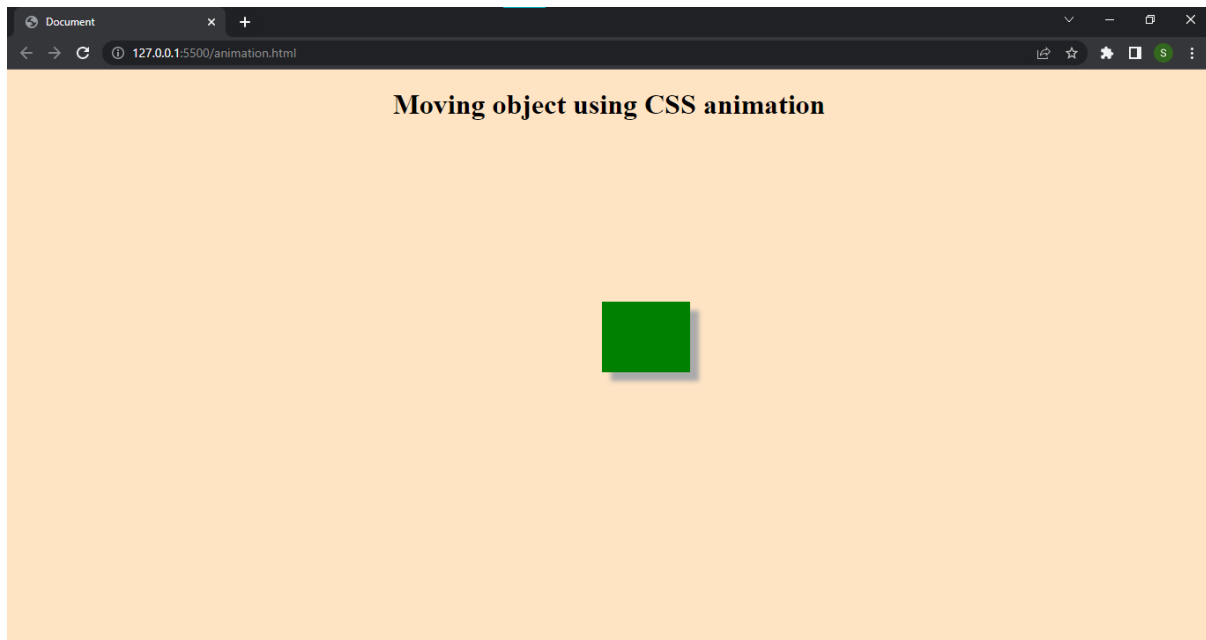 Document
127.0.0.1:5500/animation.html
S
Moving object using CSS animation